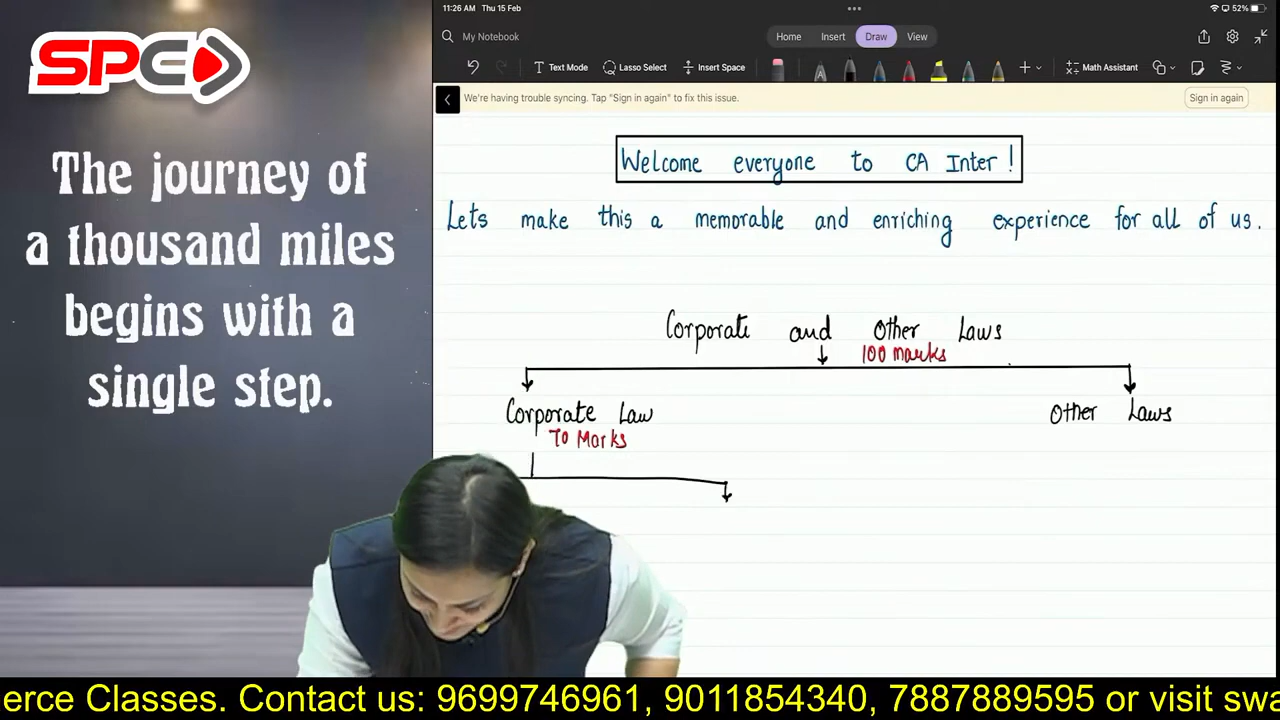 SPC
The journey of
a thousand miles
begins with a
single step.
11:26 AM Thu 15 Feb
52%
My Notebook
Home Insert Draw View
Text Mode Lasso Select Insert Space Math Assistant
We're having trouble syncing. Tap "Sign in again" to fix this issue. Sign in again
Welcome everyone to CA Inter !
Lets make this a memorable and enriching experience for all of us.
Corporate and Other Laws
100 Marks
Corporate Law Other Laws
70 Marks
erce Classes. Contact us: 9699746961, 9011854340, 7887889595 or visit swa